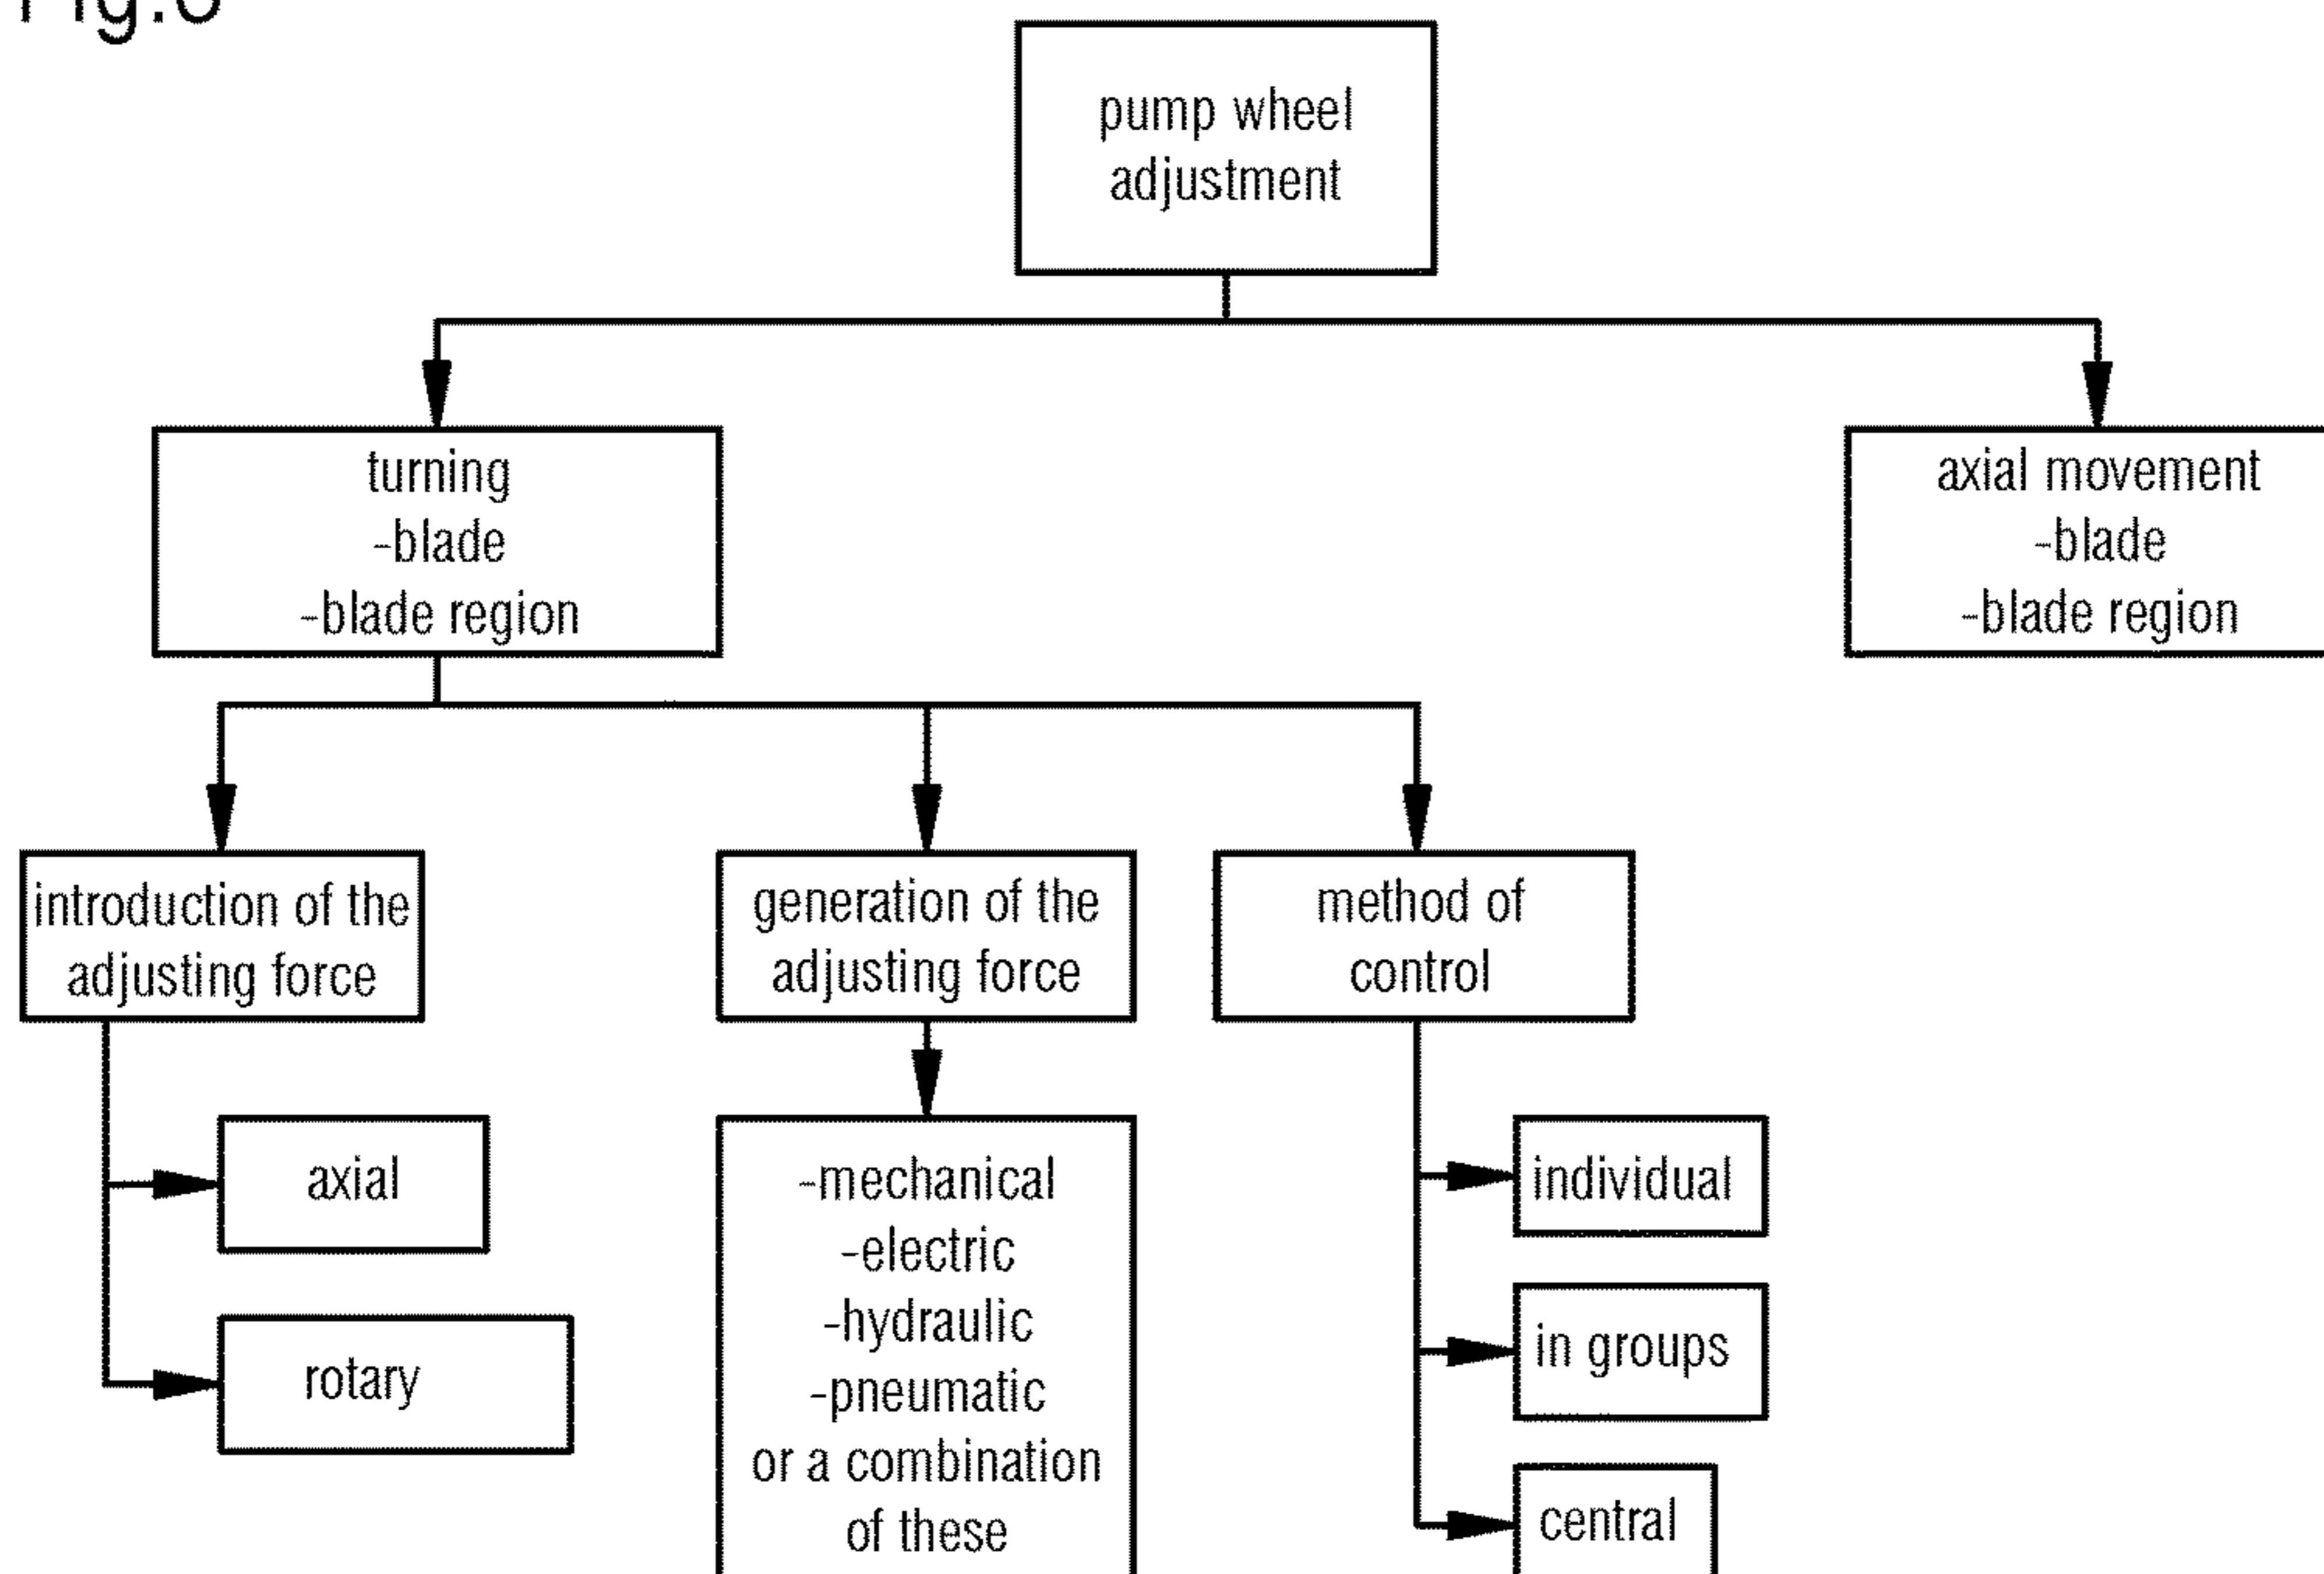 pump wheel
adjustment
turning
-blade
-blade region
axial movement
-blade
-blade region
introduction of the
adjusting force
generation of the
adjusting force
method of
control
axial
rotary
-mechanical
-electric
-hydraulic
-pneumatic
or a combination
of these
individual
in groups
central